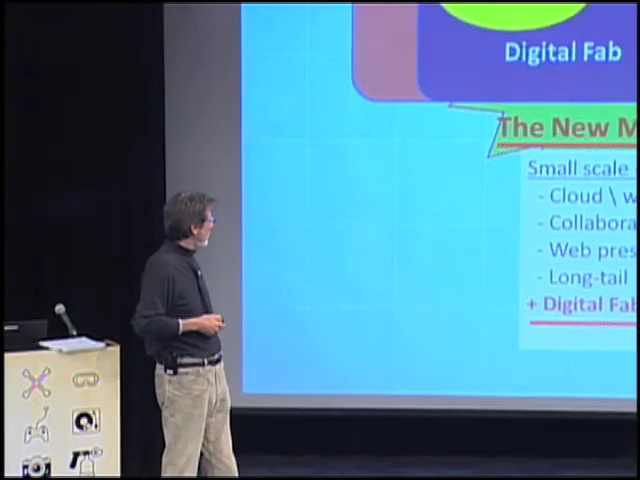 Digital Fab
The New M
Small scale
- Cloud \ w
- Collabora
- Web pres
- Long-tail
+ Digital Fab